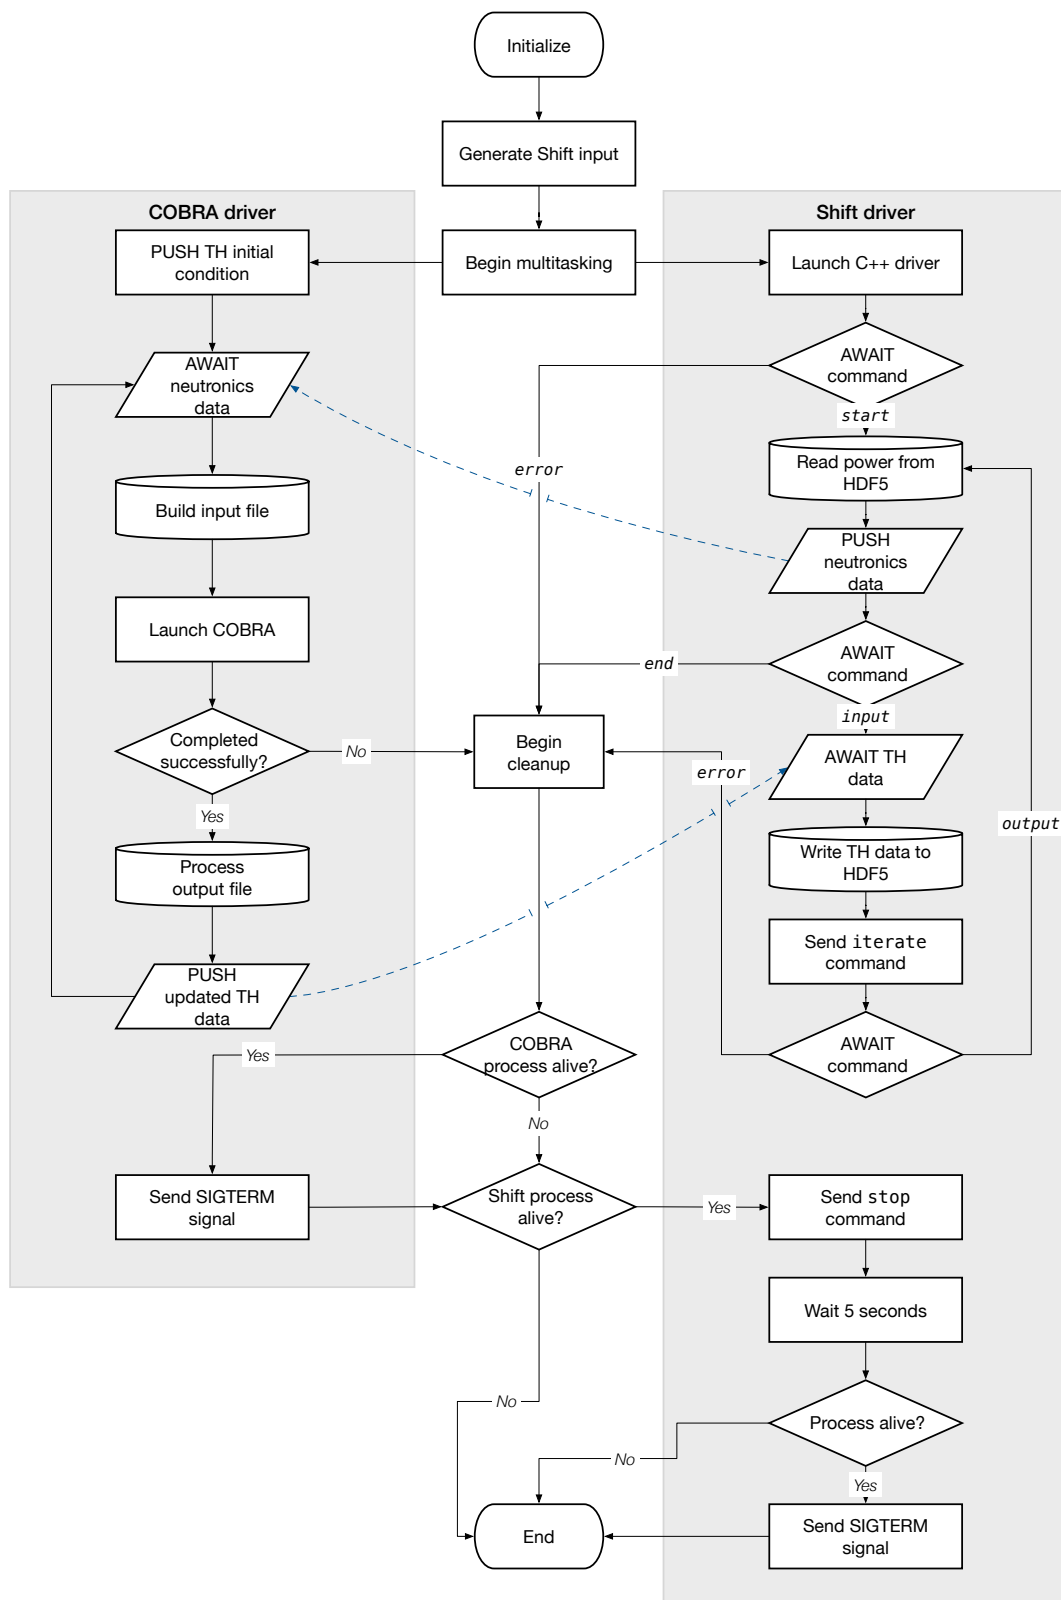 Initialize
Generate Shift input
COBRA driver
Shift driver
PUSH TH initial
condition
Begin multitasking
Launch C++ driver
AWAIT
neutronics
data
AWAIT
command
start
error
Read power from
HDF5
Build input file
PUSH
neutronics
data
Launch COBRA
AWAIT
command
end
input
Completed
successfully?
No
Begin
cleanup
error
AWAIT TH
data
Yes
output
Process
output file
Write TH data to
HDF5
Send iterate
command
PUSH
updated TH
data
COBRA
process alive?
AWAIT
command
Yes
No
Send SIGTERM
signal
Shift process
alive?
Yes
Send stop
command
Wait 5 seconds
No
Process alive?
No
Yes
End
Send SIGTERM
signal